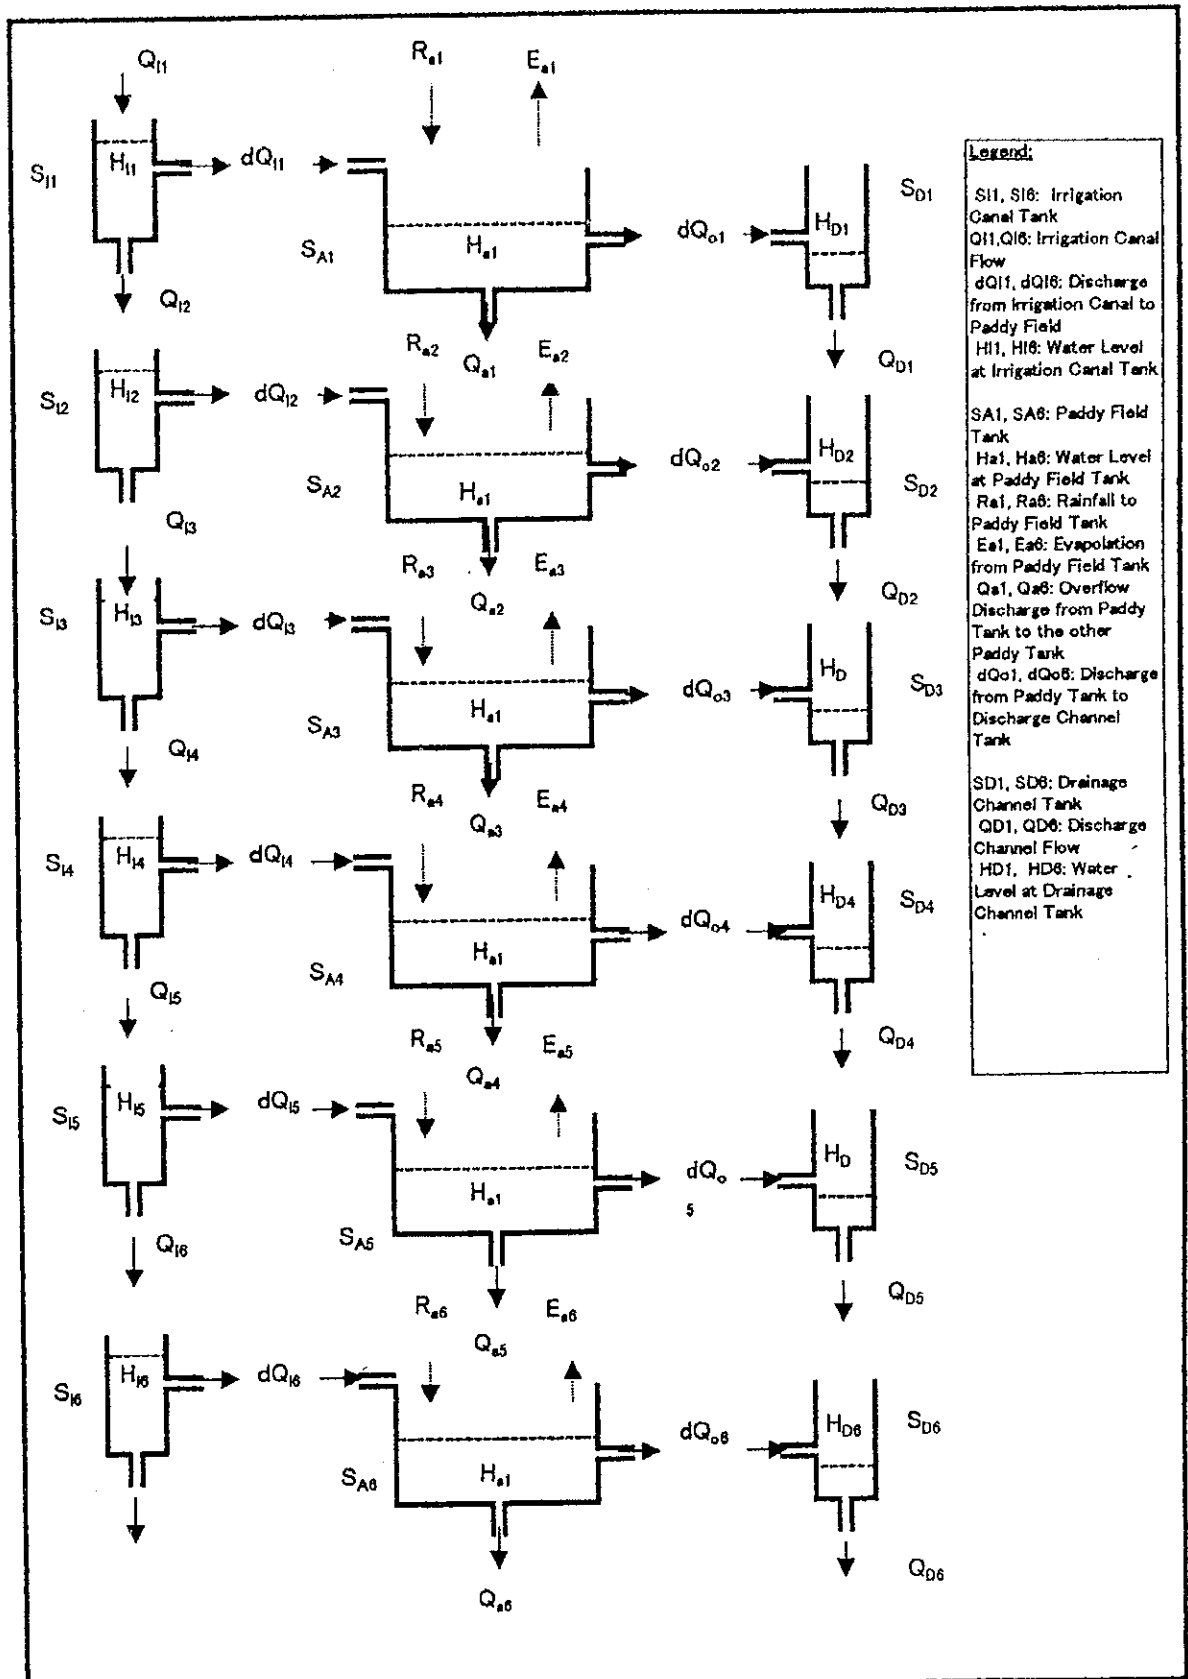 Q_I1
R_a1
E_a1
S_I1
H_I1
dQ_I1
S_A1
H_a1
dQ_o1
H_D1
S_D1
Q_I2
R_a2
Q_a1
E_a2
Q_D1
S_I2
H_I2
dQ_I2
S_A2
H_a1
dQ_o2
H_D2
S_D2
Q_I3
R_a3
Q_a2
E_a3
Q_D2
S_I3
H_I3
dQ_I3
S_A3
H_a1
dQ_o3
H_D
S_D3
Q_I4
R_a4
Q_a3
E_a4
Q_D3
S_I4
H_I4
dQ_I4
S_A4
H_a1
dQ_o4
H_D4
S_D4
Q_I5
R_a5
Q_a4
E_a5
Q_D4
S_I5
H_I5
dQ_I5
S_A5
H_a1
dQ_o
5
H_D
S_D5
Q_I6
R_a6
Q_a5
E_a6
Q_D5
S_I6
H_I6
dQ_I6
S_A6
H_a1
dQ_o6
H_D6
S_D6
Q_a6
Q_D6
Legend:
SI1, SI6: Irrigation
Canal Tank
QI1,QI6: Irrigation Canal
Flow
dQI1, dQI6: Discharge
from Irrigation Canal to
Paddy Field
HI1, HI6: Water Level
at Irrigation Canal Tank
SA1, SA6: Paddy Field
Tank
Ha1, Ha6: Water Level
at Paddy Field Tank
Ra1, Ra6: Rainfall to
Paddy Field Tank
Ea1, Ea6: Evapolation
from Paddy Field Tank
Qa1, Qa6: Overflow
Discharge from Paddy
Tank to the other
Paddy Tank
dQo1, dQo6: Discharge
from Paddy Tank to
Discharge Channel
Tank
SD1, SD6: Drainage
Channel Tank
QD1, QD6: Discharge
Channel Flow
HD1, HD6: Water
Level at Drainage
Channel Tank